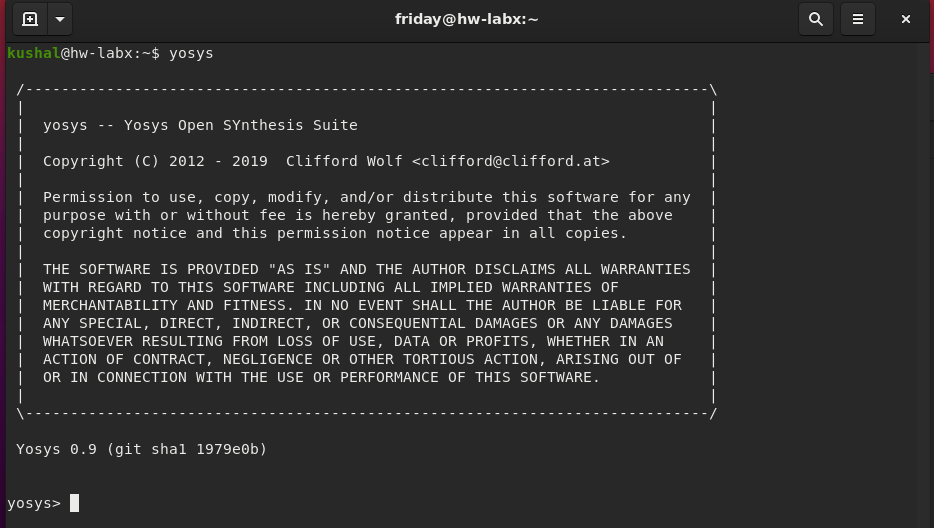 friday@hw-labx:~
kushal@hw-labx:~$ yosys
/----------------------------------------------------------------------------\
|                                                                            |
|  yosys -- Yosys Open SYnthesis Suite                                       |
|                                                                            |
|  Copyright (C) 2012 - 2019  Clifford Wolf <clifford@clifford.at>           |
|                                                                            |
|  Permission to use, copy, modify, and/or distribute this software for any  |
|  purpose with or without fee is hereby granted, provided that the above    |
|  copyright notice and this permission notice appear in all copies.         |
|                                                                            |
|  THE SOFTWARE IS PROVIDED "AS IS" AND THE AUTHOR DISCLAIMS ALL WARRANTIES  |
|  WITH REGARD TO THIS SOFTWARE INCLUDING ALL IMPLIED WARRANTIES OF          |
|  MERCHANTABILITY AND FITNESS. IN NO EVENT SHALL THE AUTHOR BE LIABLE FOR   |
|  ANY SPECIAL, DIRECT, INDIRECT, OR CONSEQUENTIAL DAMAGES OR ANY DAMAGES    |
|  WHATSOEVER RESULTING FROM LOSS OF USE, DATA OR PROFITS, WHETHER IN AN     |
|  ACTION OF CONTRACT, NEGLIGENCE OR OTHER TORTIOUS ACTION, ARISING OUT OF   |
|  OR IN CONNECTION WITH THE USE OR PERFORMANCE OF THIS SOFTWARE.            |
|                                                                            |
\----------------------------------------------------------------------------/
Yosys 0.9 (git sha1 1979e0b)
yosys>